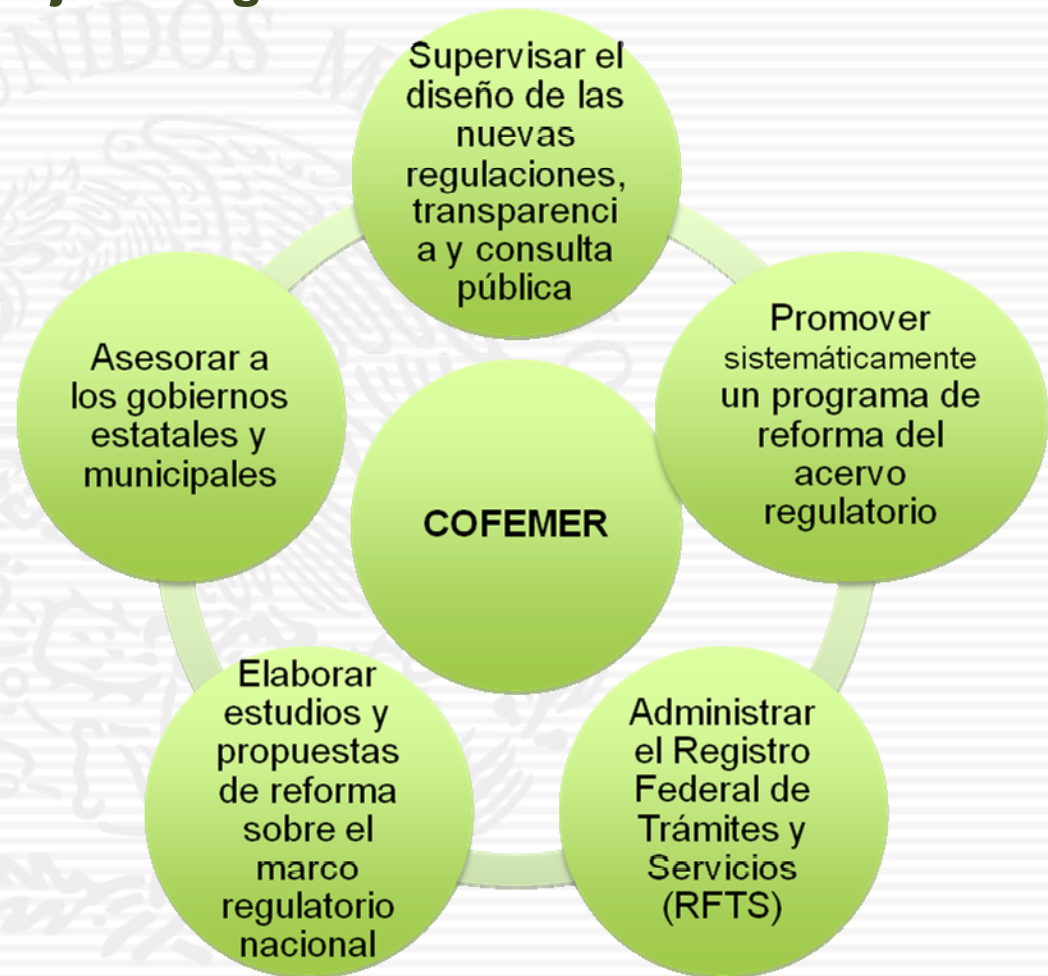 UNIDOS M
Supervisar el
diseño de las
nuevas
regulaciones,
transparenci
a y consulta
pública
Promover
sistemáticamente
un programa de
reforma del
acervo
regulatorio
Administrar
el Registro
Federal de
Trámites y
Servicios
(RFTS)
Elaborar
estudios y
propuestas
de reforma
sobre el
marco
regulatorio
nacional
Asesorar a
los gobiernos
estatales y
municipales
COFEMER